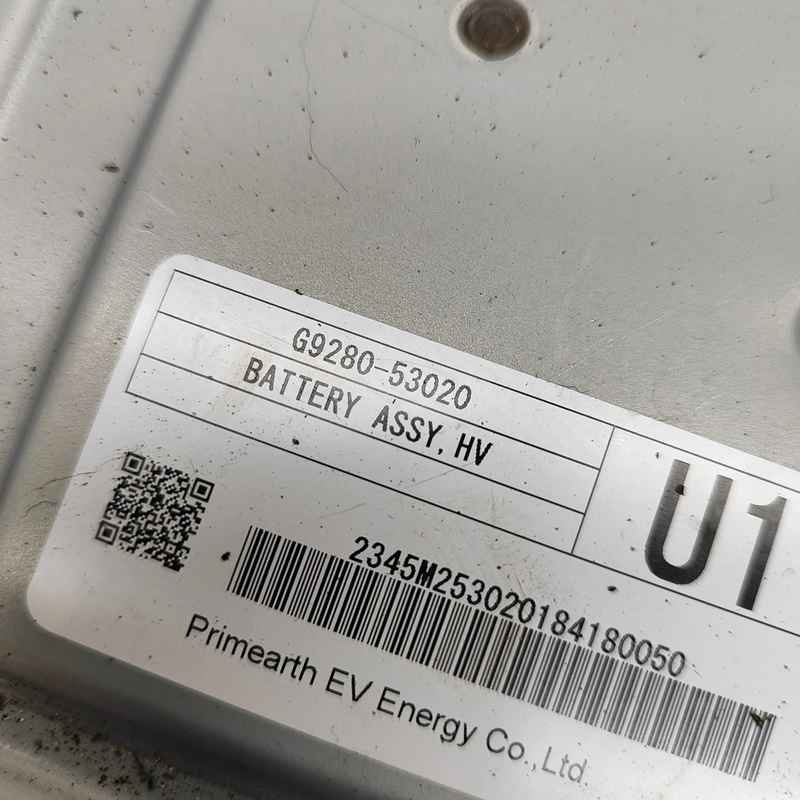 G9280-53020
BATTERY ASSY, HV
U1
2345M253020184180050
Primearth EV Energy Co., Ltd.